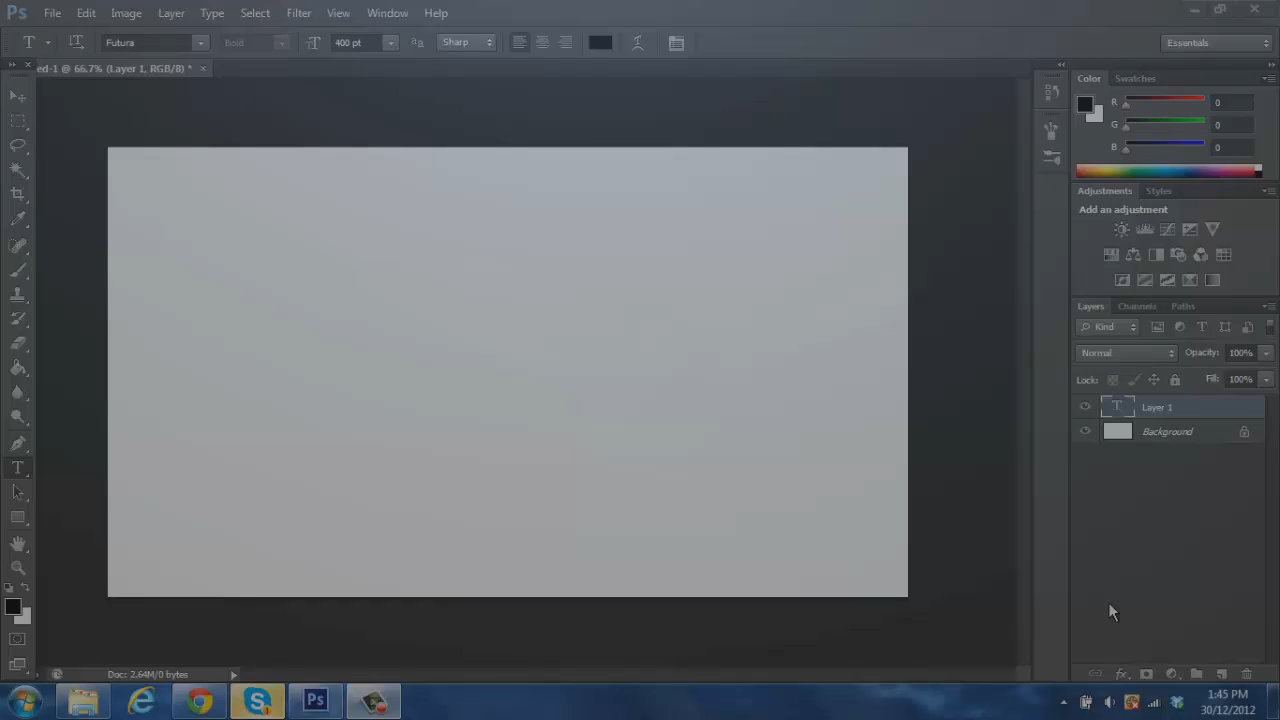 Ps File Edit Image Layer Type Select Filter View Window Help
T Futura Bold 400 pt Sharp Essentials
ed-1 @ 66.7% (Layer 1, RGB/8) * ×
Color Swatches
R 0
G 0
B 0
Adjustments Styles
Add an adjustment
Layers Channels Paths
Kind
Normal Opacity: 100%
Lock: Fill: 100%
T Layer 1
Background
Doc: 2.64M/0 bytes
Ps
1:45 PM
30/12/2012